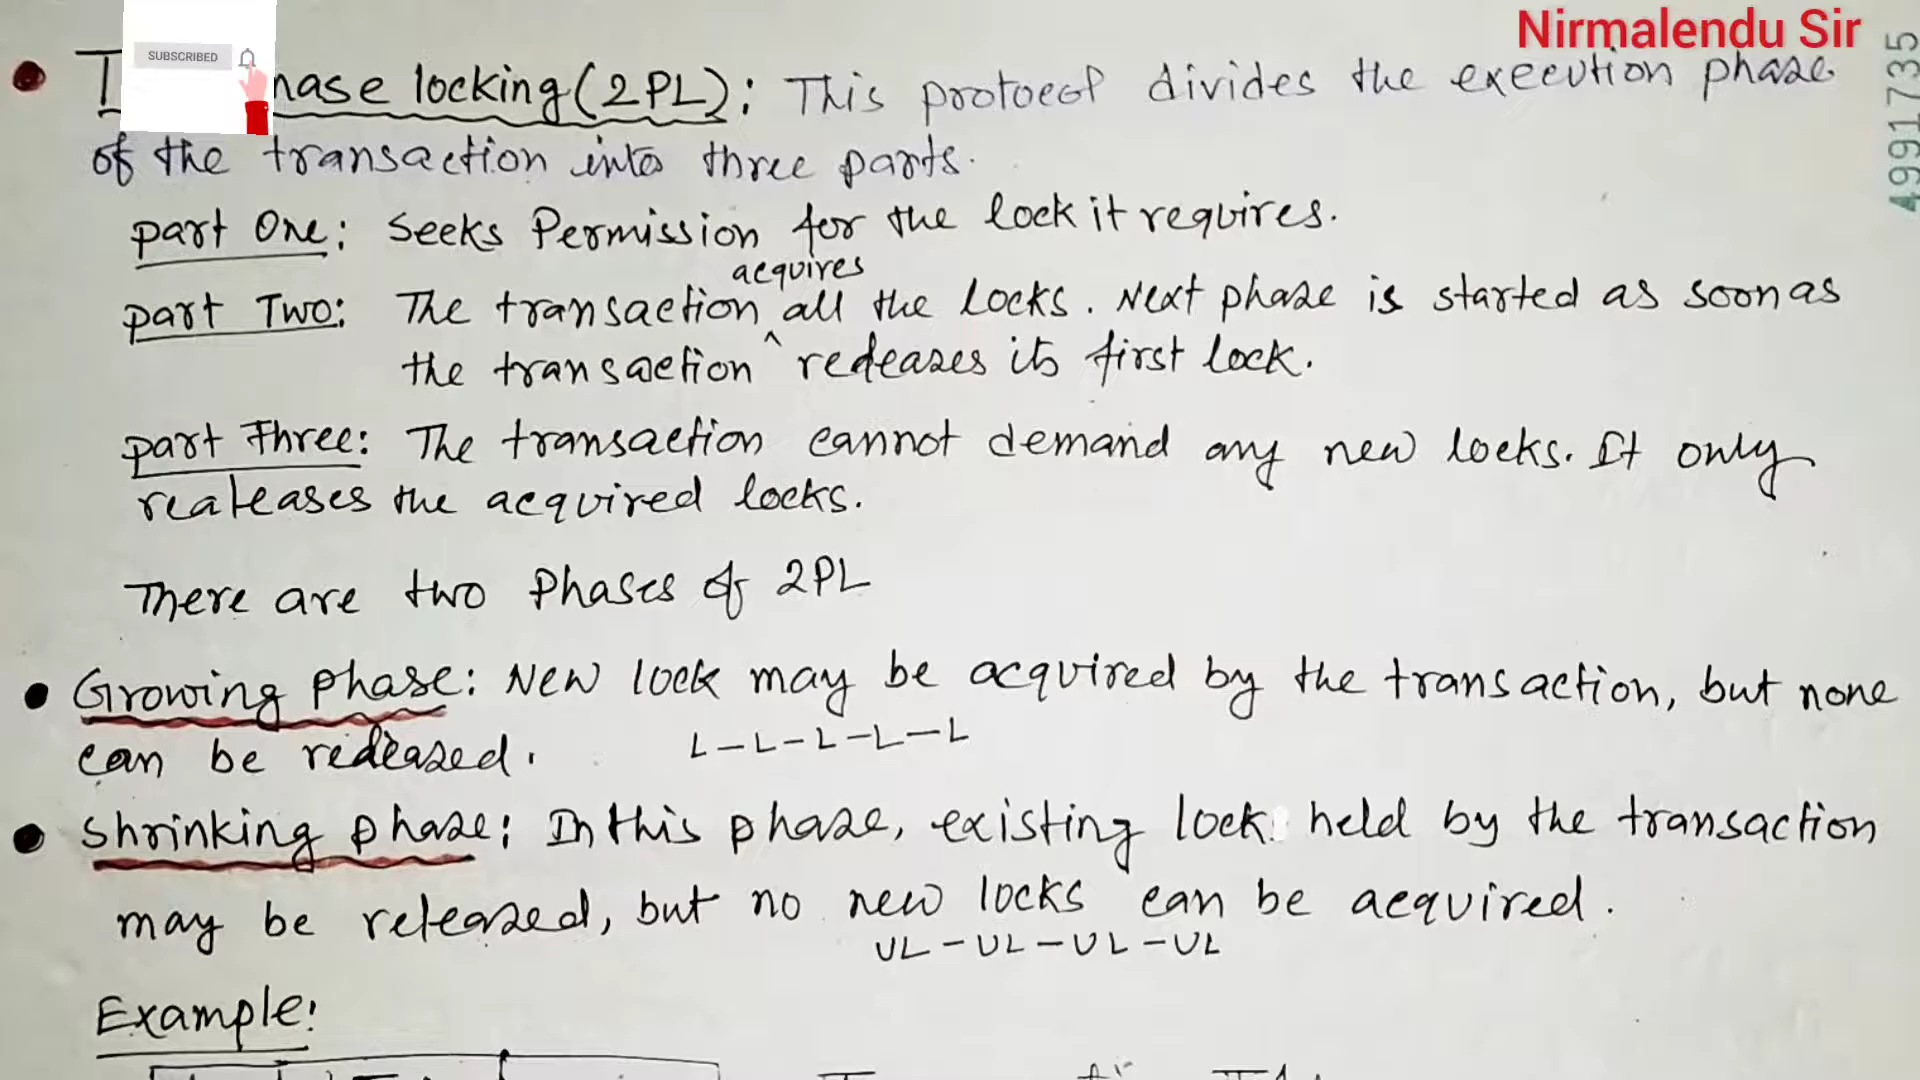 Nirmalendu Sir
SUBSCRIBED
hase locking (2PL): This protocol divides the execution phase
of the transaction into three parts.
part One: Seeks Permission for the lock it requires.
acquires
part Two: The transaction ^ all the Locks. Next phase is started as soon as
the transaction redeases its first lock.
part Three: The transaction cannot demand any new locks. It only
realeases the acquired locks.
There are two Phases of 2PL
• Growing phase: New lock may be acquired by the transaction, but none
can be redeased.
L-L-L-L-L
• Shrinking phase: In this phase, existing lock held by the transaction
may be released, but no new locks can be acquired.
UL-UL-UL-UL
Example:
4991735